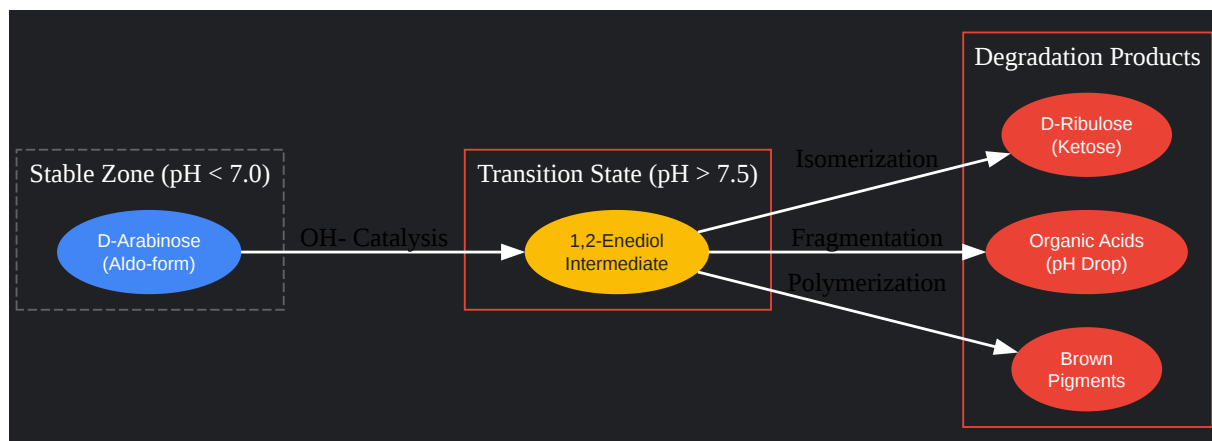 Stable Zone (pH < 7.0)
D-Arabinose
(Aldo-form)
OH- Catalysis
Transition State (pH > 7.5)
1,2-Enediol
Intermediate
Isomerization
Fragmentation
Polymerization
Degradation Products
D-Ribulose
(Ketose)
Organic Acids
(pH Drop)
Brown
Pigments